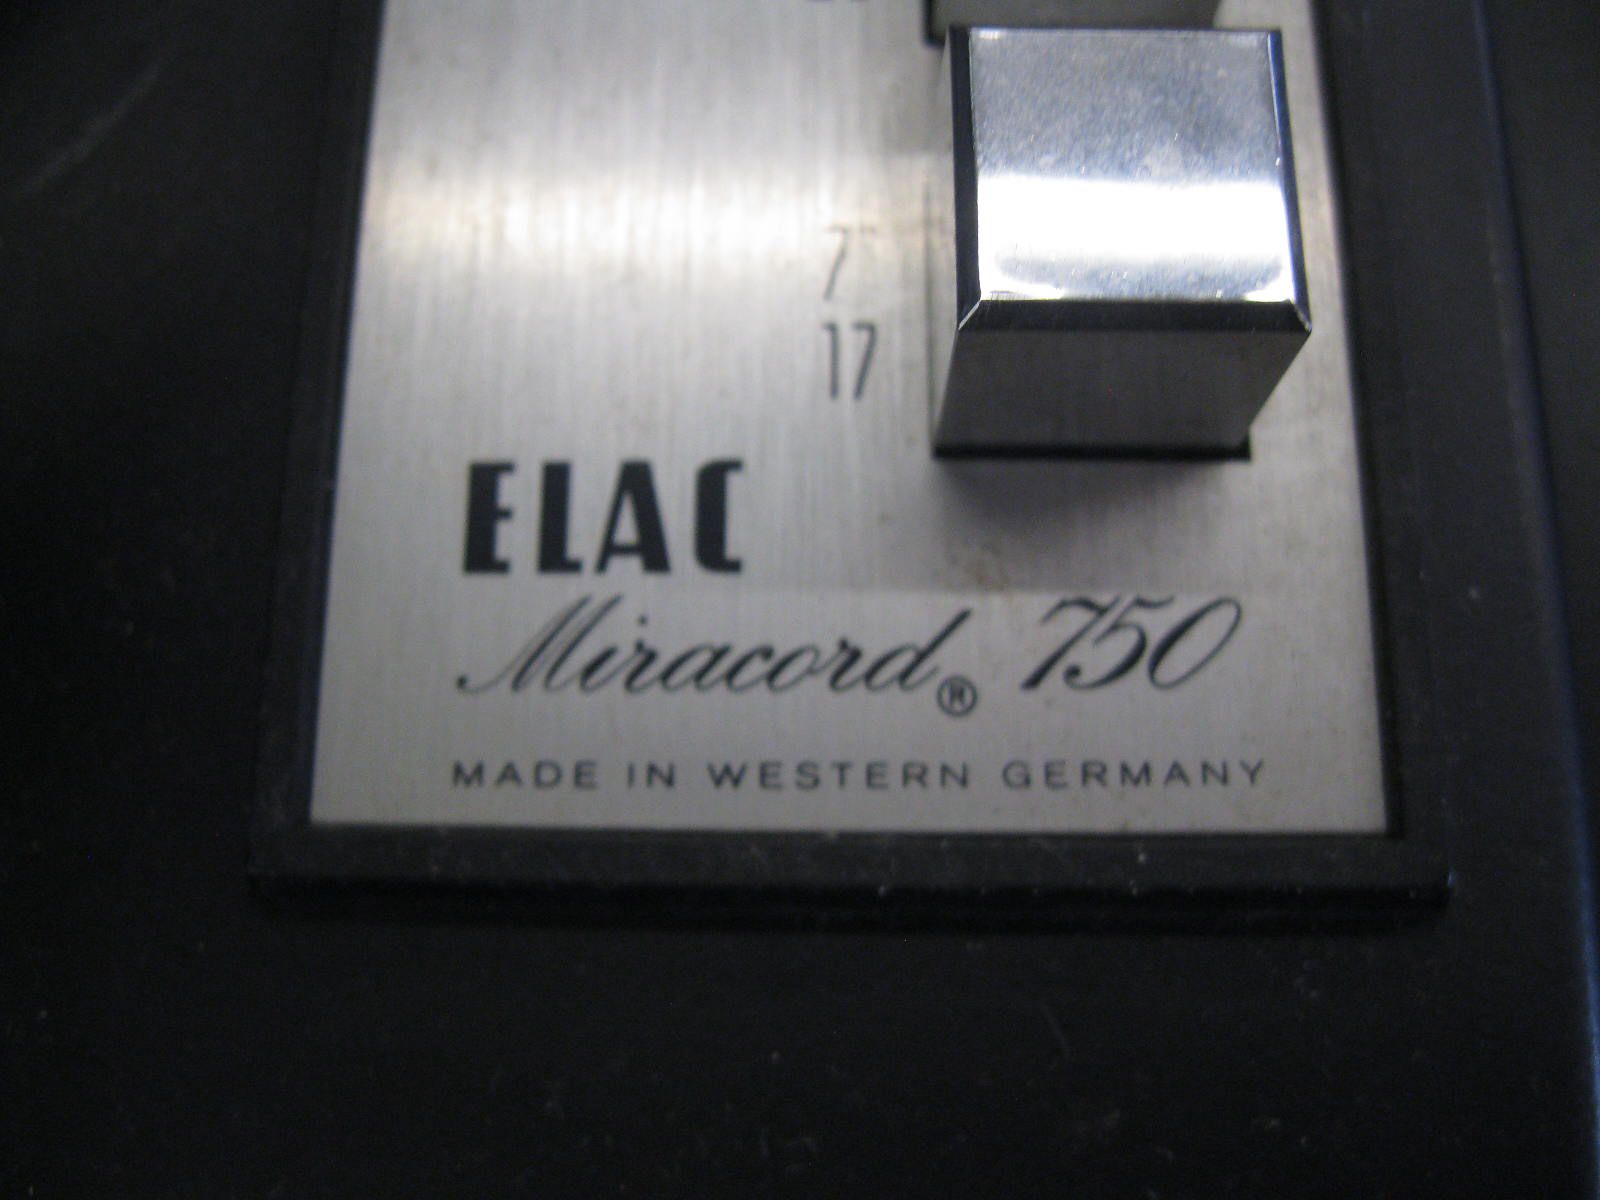 7"
17
ELAC
Miracord® 750
MADE IN WESTERN GERMANY